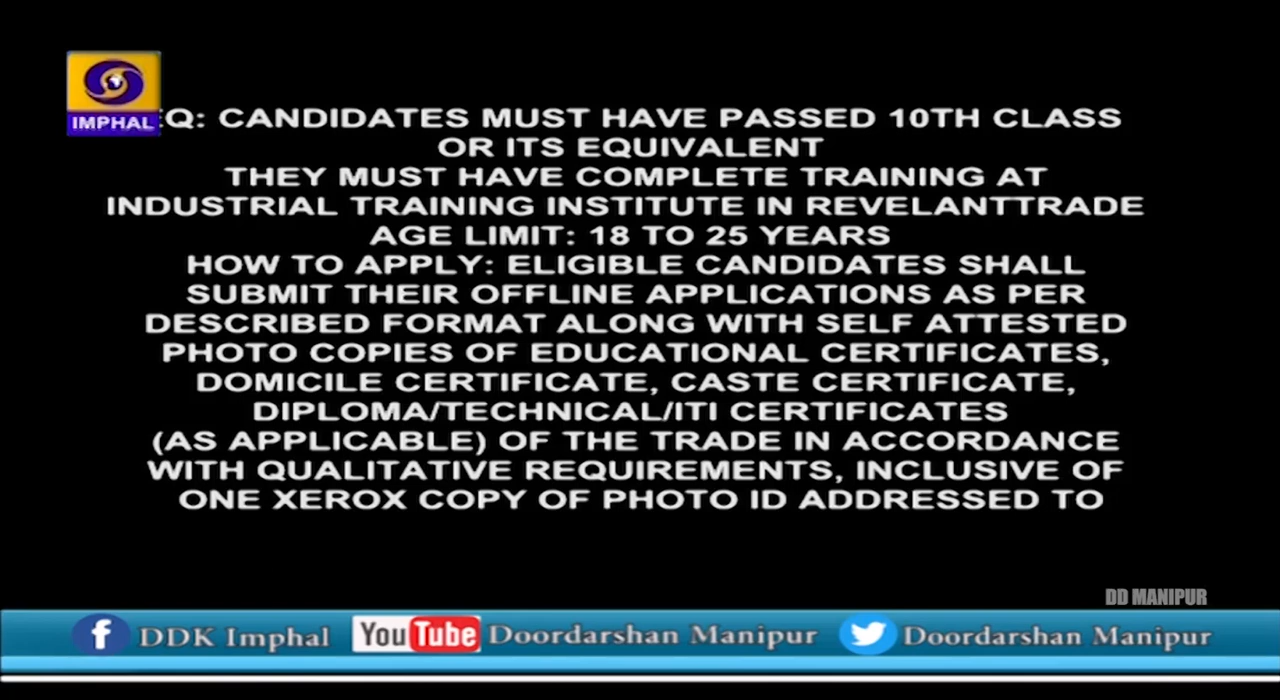 IMPHAL
EQ: CANDIDATES MUST HAVE PASSED 10TH CLASS
OR ITS EQUIVALENT
THEY MUST HAVE COMPLETE TRAINING AT
INDUSTRIAL TRAINING INSTITUTE IN REVELANTTRADE
AGE LIMIT: 18 TO 25 YEARS
HOW TO APPLY: ELIGIBLE CANDIDATES SHALL
SUBMIT THEIR OFFLINE APPLICATIONS AS PER
DESCRIBED FORMAT ALONG WITH SELF ATTESTED
PHOTO COPIES OF EDUCATIONAL CERTIFICATES,
DOMICILE CERTIFICATE, CASTE CERTIFICATE,
DIPLOMA/TECHNICAL/ITI CERTIFICATES
(AS APPLICABLE) OF THE TRADE IN ACCORDANCE
WITH QUALITATIVE REQUIREMENTS, INCLUSIVE OF
ONE XEROX COPY OF PHOTO ID ADDRESSED TO
DD MANIPUR
f DDK Imphal YouTube Doordarshan Manipur Doordarshan Manipur